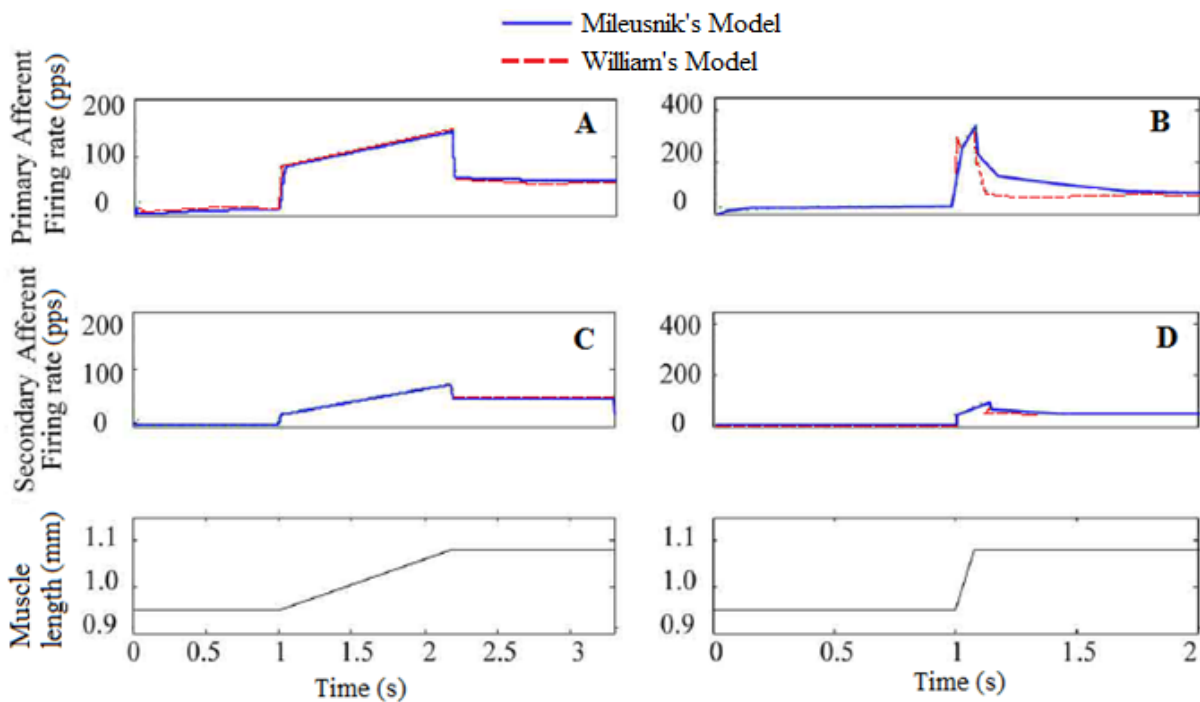 Mileusnik's Model
William's Model
Primary Afferent
Firing rate (pps)
200
100
0
A
400
200
0
B
Secondary Afferent
Firing rate (pps)
200
100
0
C
400
200
0
D
Muscle
length (mm)
1.1
1.0
0.9
0
0.5
1
1.5
2
2.5
3
Time (s)
1.1
1.0
0.9
0
0.5
1
1.5
2
Time (s)